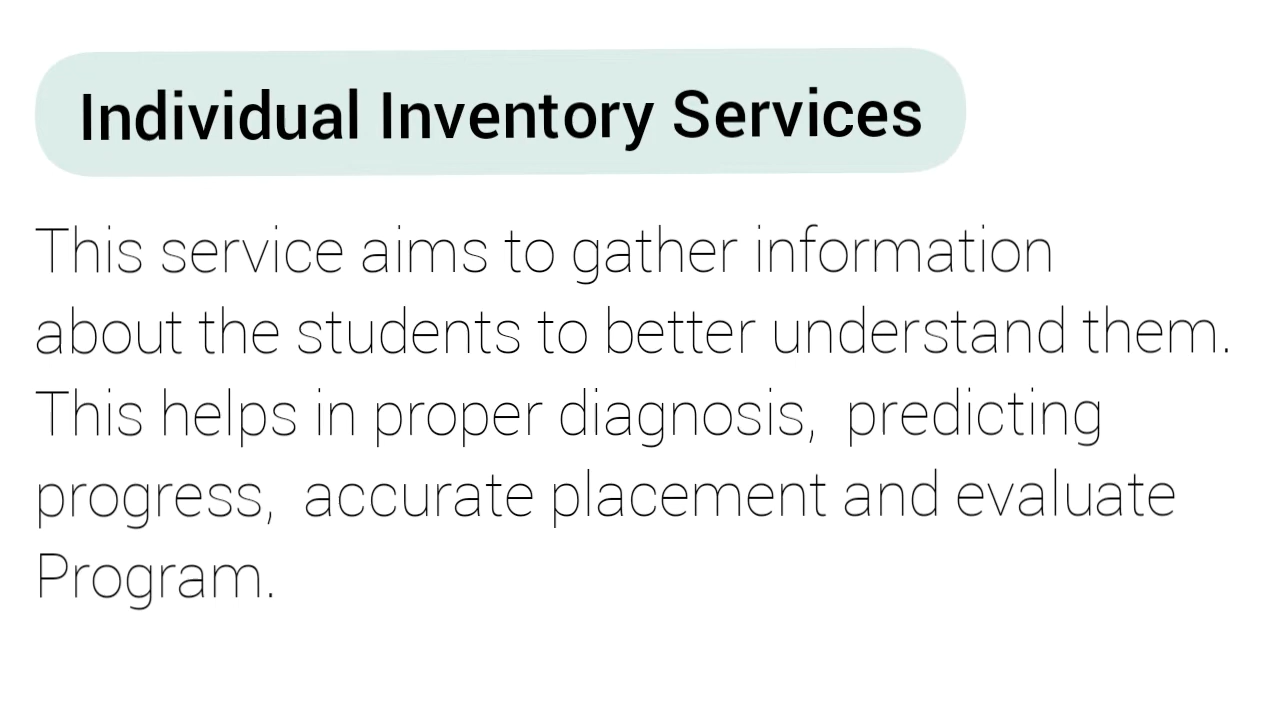 Individual Inventory Services
This service aims to gather information
about the students to better understand them.
This helps in proper diagnosis,  predicting
progress,  accurate placement and evaluate
Program.